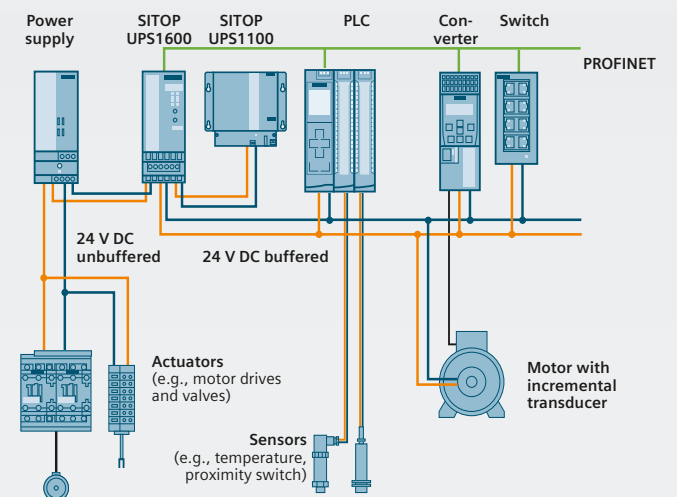 Power
supply
SITOP
UPS1600
SITOP
UPS1100
PLC
Con-
verter
Switch
PROFINET
24 V DC
unbuffered
24 V DC buffered
Actuators
(e.g., motor drives
and valves)
Sensors
(e.g., temperature,
proximity switch)
Motor with
incremental
transducer